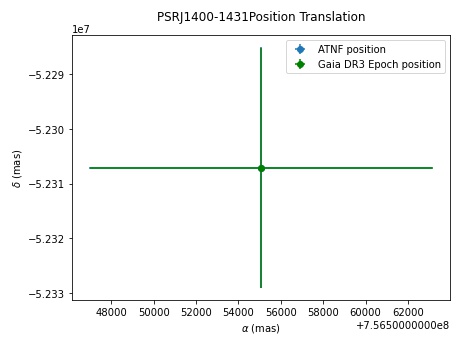 PSRJ1400-1431Position Translation
1e7
ATNF position
Gaia DR3 Epoch position
−5.229
−5.230
−5.231
−5.232
−5.233
δ (mas)
48000 50000 52000 54000 56000 58000 60000 62000
α (mas)
+7.5650000000e8